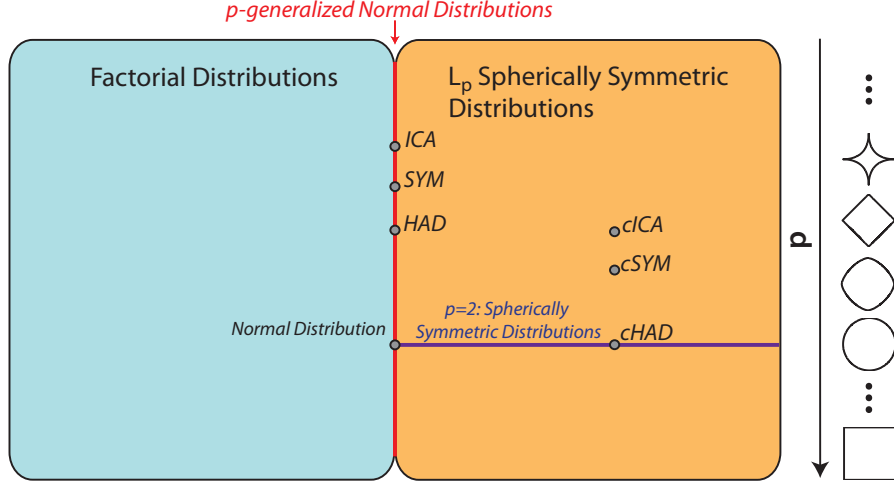 p-generalized Normal Distributions
Factorial Distributions
Lp Spherically Symmetric
Distributions
ICA
SYM
HAD
cICA
cSYM
p
p=2: Spherically
Symmetric Distributions
Normal Distribution
cHAD